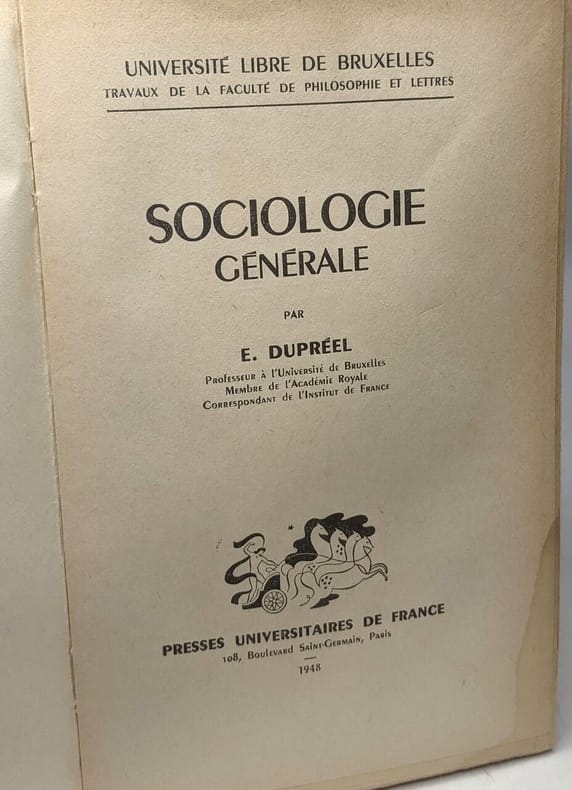 UNIVERSITÉ LIBRE DE BRUXELLES
TRAVAUX DE LA FACULTÉ DE PHILOSOPHIE ET LETTRES
SOCIOLOGIE
GÉNÉRALE
PAR
E. DUPRÉEL
Professeur à l'Université de Bruxelles
Membre de l'Académie Royale
Correspondant de l'Institut de France
PRESSES UNIVERSITAIRES DE FRANCE
108, Boulevard Saint-Germain, Paris
1948